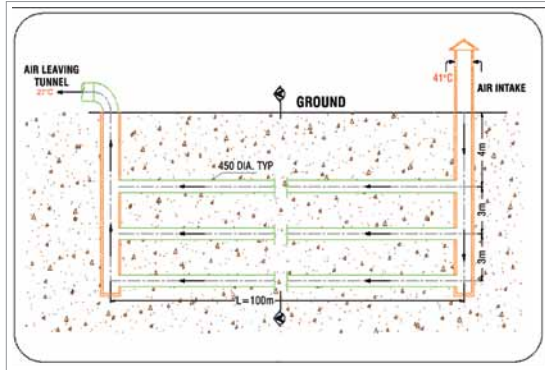 AIR LEAVING
TUNNEL
27°C
GROUND
41°C
AIR INTAKE
450 DIA. TYP
4m
3m
3m
L=100m